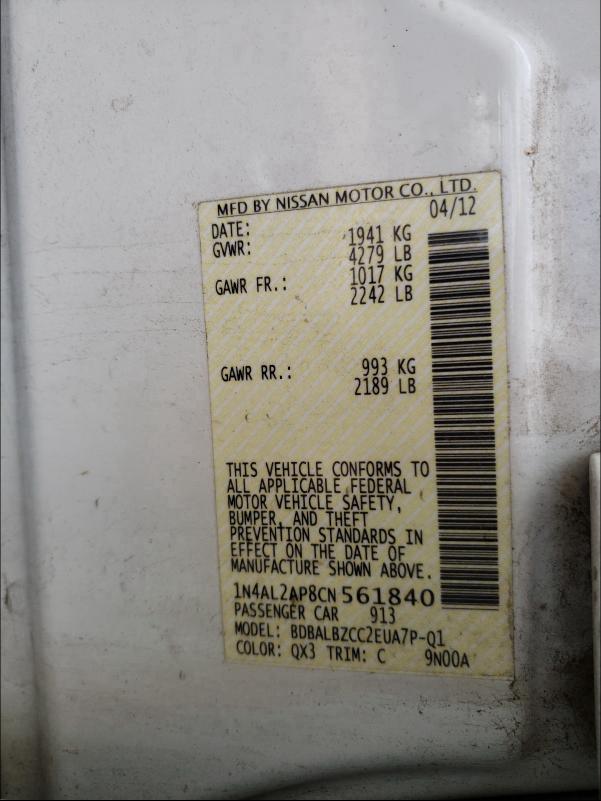 MFD BY NISSAN MOTOR CO., LTD.
DATE: 04/12
GVWR: 1941 KG
4279 LB
GAWR FR.: 1017 KG
2242 LB
GAWR RR.: 993 KG
2189 LB
THIS VEHICLE CONFORMS TO
ALL APPLICABLE FEDERAL
MOTOR VEHICLE SAFETY,
BUMPER, AND THEFT
PREVENTION STANDARDS IN
EFFECT ON THE DATE OF
MANUFACTURE SHOWN ABOVE.
1N4AL2AP8CN561840
PASSENGER CAR 913
MODEL: BDBALBZCC2EUA7P-Q1
COLOR: QX3 TRIM: C 9N00A